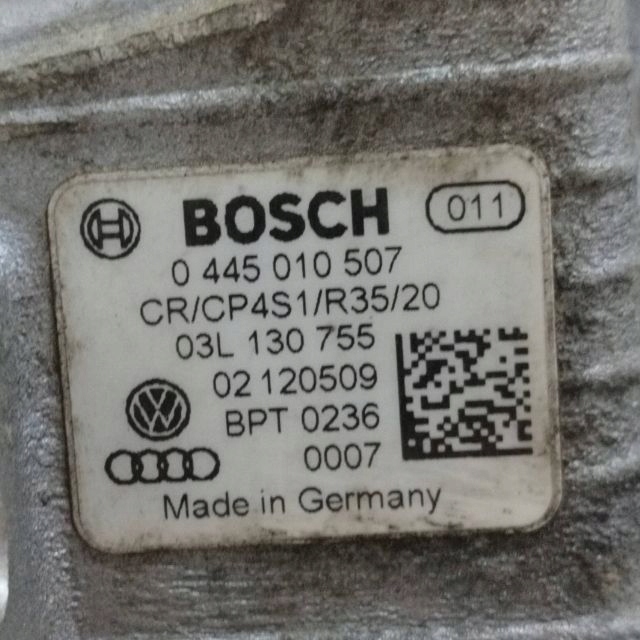 BOSCH 011
0 445 010 507
CR/CP4S1/R35/20
03L 130 755
02 120509
BPT 0236
0007
Made in Germany